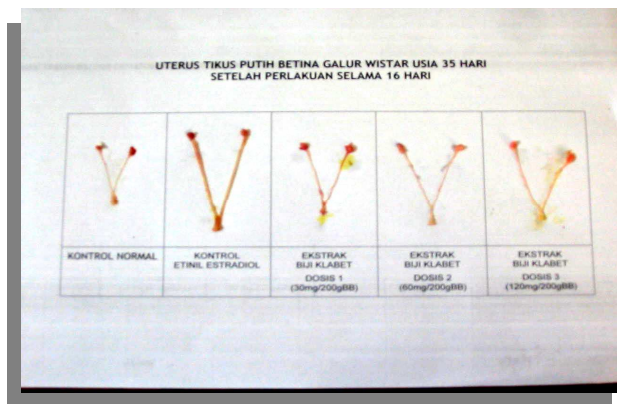 UTERUS TIKUS PUTIH BETINA GALUR WISTAR USIA 35 HARI
SETELAH PERLAKUAN SELAMA 16 HARI
KONTROL NORMAL
KONTROL
ETINIL ESTRADIOL
EKSTRAK
BIJI KLABET
DOSIS 1
(30mg/200gBB)
EKSTRAK
BIJI KLABET
DOSIS 2
(60mg/200gBB)
EKSTRAK
BIJI KLABET
DOSIS 3
(120mg/200gBB)